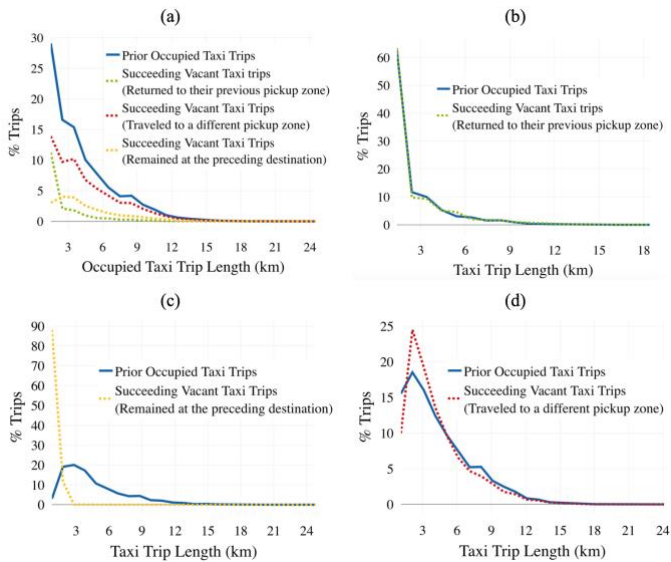 (a)
30
25
20
15
10
5
0
% Trips
Prior Occupied Taxi Trips
Succeeding Vacant Taxi trips
(Returned to their previous pickup zone)
Succeeding Vacant Taxi Trips
(Traveled to a different pickup zone)
Succeeding Vacant Taxi Trips
(Remained at the preceding destination)
3 6 9 12 15 18 21 24
Occupied Taxi Trip Length (km)
(b)
60
50
40
30
20
10
0
% Trips
Prior Occupied Taxi Trips
Succeeding Vacant Taxi trips
(Returned to their previous pickup zone)
3 6 9 12 15 18
Taxi Trip Length (km)
(c)
90
80
70
60
50
40
30
20
10
0
% Trips
Prior Occupied Taxi Trips
Succeeding Vacant Taxi Trips
(Remained at the preceding destination)
3 6 9 12 15 18 21 24
Taxi Trip Length (km)
(d)
25
20
15
10
5
0
% Trips
Prior Occupied Taxi Trips
Succeeding Vacant Taxi Trips
(Traveled to a different pickup zone)
3 6 9 12 15 18 21 24
Taxi Trip Length (km)